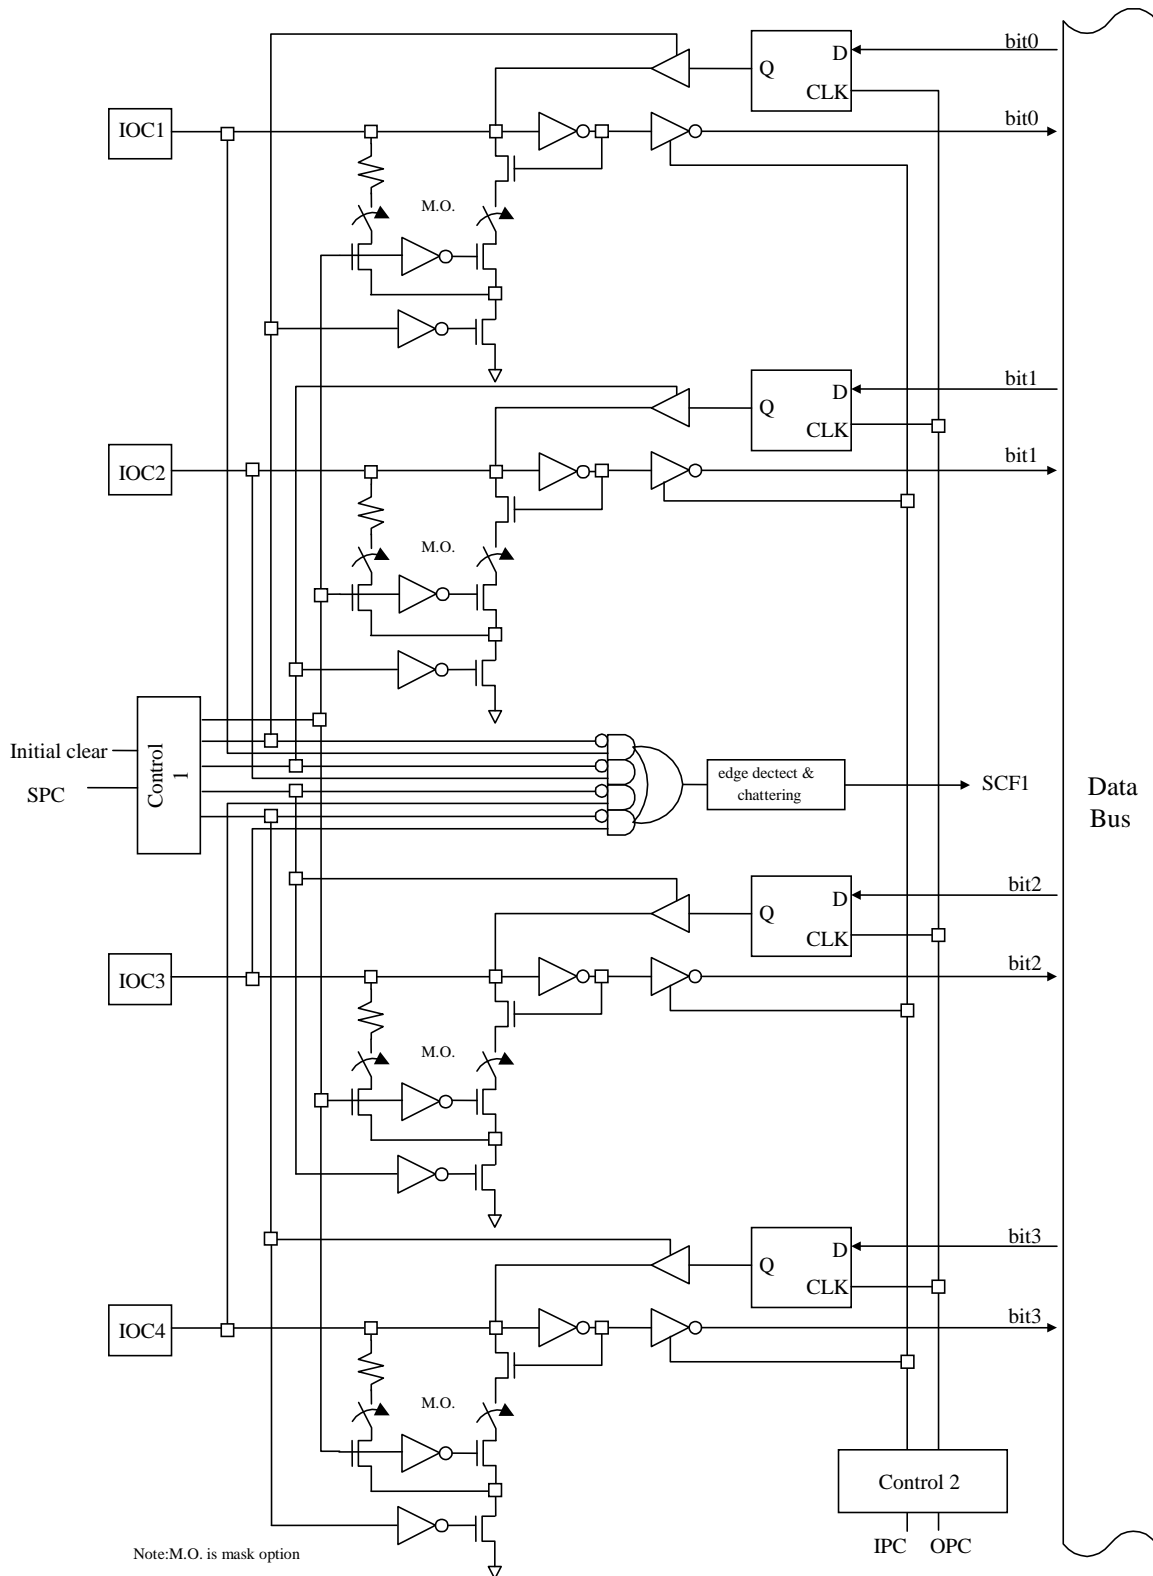 bit0
D
Q
CLK
IOC1
bit0
M.O.
bit1
D
Q
CLK
IOC2
bit1
M.O.
Initial clear
SPC
Control 1
edge dectect &
chattering
SCF1
Data
Bus
bit2
D
Q
CLK
IOC3
bit2
M.O.
bit3
D
Q
CLK
IOC4
bit3
M.O.
Control 2
IPC OPC
Note:M.O. is mask option